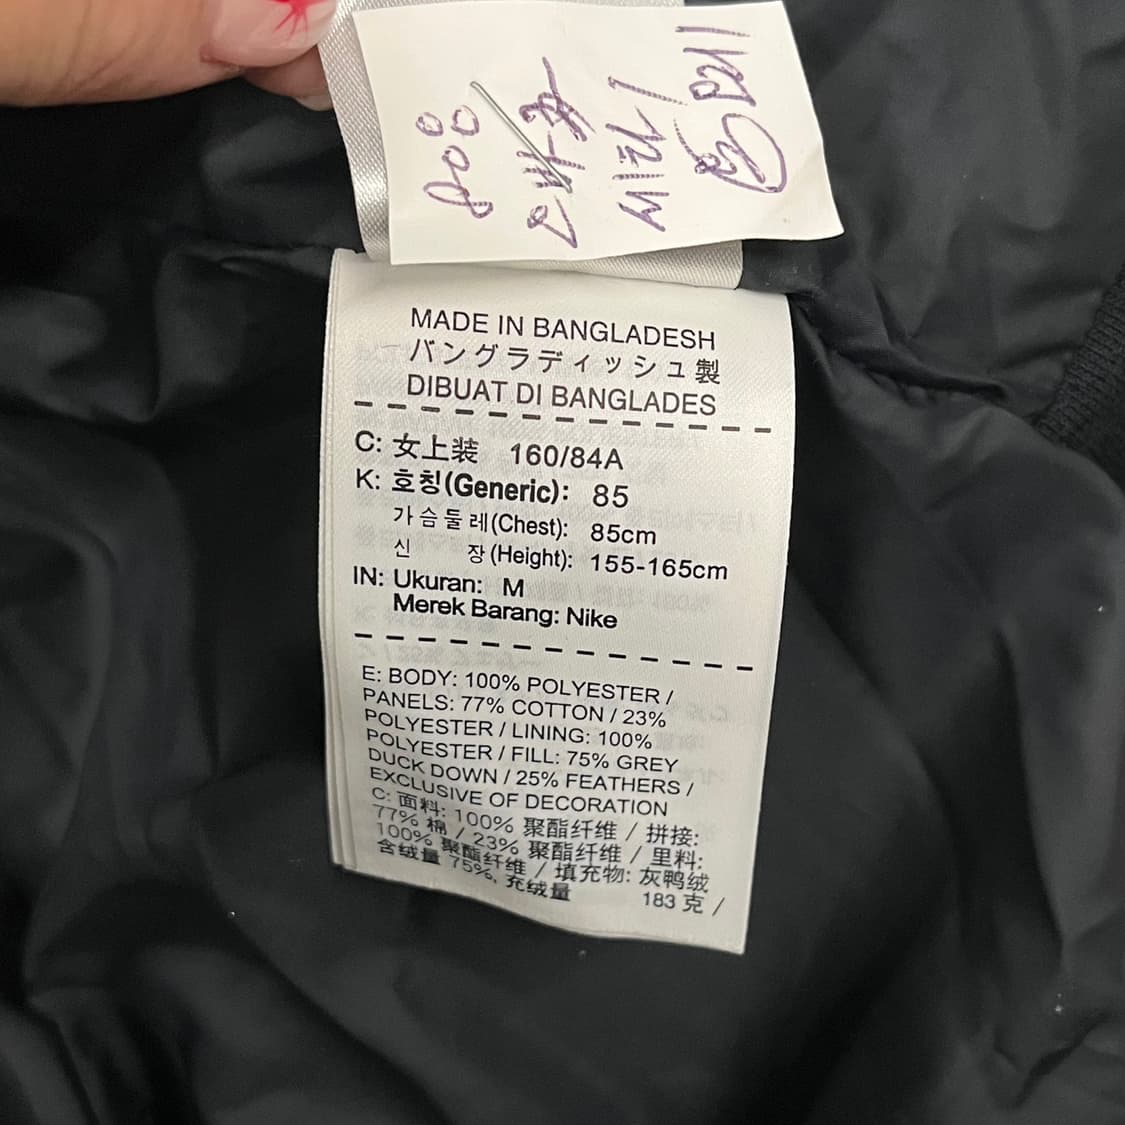 MADE IN BANGLADESH
バングラディッシュ製
DIBUAT DI BANGLADES
C: 女上装 160/84A
K: 호칭(Generic): 85
가슴둘레(Chest): 85cm
신 장(Height): 155-165cm
IN: Ukuran: M
Merek Barang: Nike
E: BODY: 100% POLYESTER /
PANELS: 77% COTTON / 23%
POLYESTER / LINING: 100%
POLYESTER / FILL: 75% GREY
DUCK DOWN / 25% FEATHERS /
EXCLUSIVE OF DECORATION
C: 面料: 100% 聚酯纤维 / 拼接:
77% 棉 / 23% 聚酯纤维 / 里料:
100% 聚酯纤维 / 填充物: 灰鸭绒
含绒量 75%, 充绒量 183 克 /